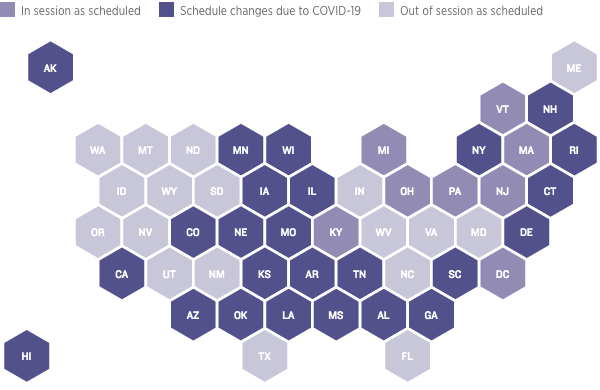 In session as scheduled Schedule changes due to COVID-19 Out of session as scheduled
AK ME
VT NH
WA MT ND MN WI MI NY MA RI
ID WY SD IA IL IN OH PA NJ CT
OR NV CO NE MO KY WV VA MD DE
CA UT NM KS AR TN NC SC DC
AZ OK LA MS AL GA
HI TX FL